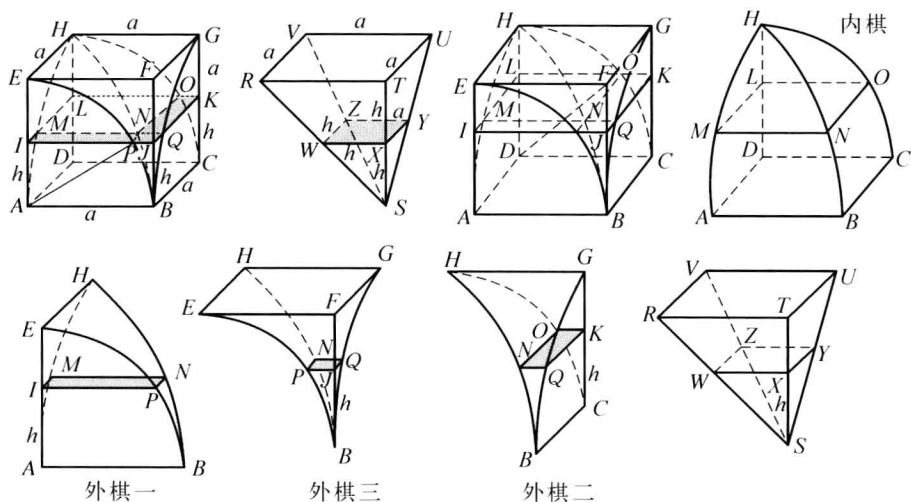 H a G
a a
E F O a
L K
M N h
I P J Q
h D h C
A a B a
V a U
a a
R T
Z h a Y
h
W h X h
S
H G
E L F O K
M N
I Q
J
D C
A B
内棋
H
L O
M N
D C
A B
H
E
M N
I P
h
A B
外棋一
H G
E F
N Q
P J
h
B
外棋三
H G
O K
N Q
h
C
B
外棋二
V U
R T
Z Y
W X
h
S